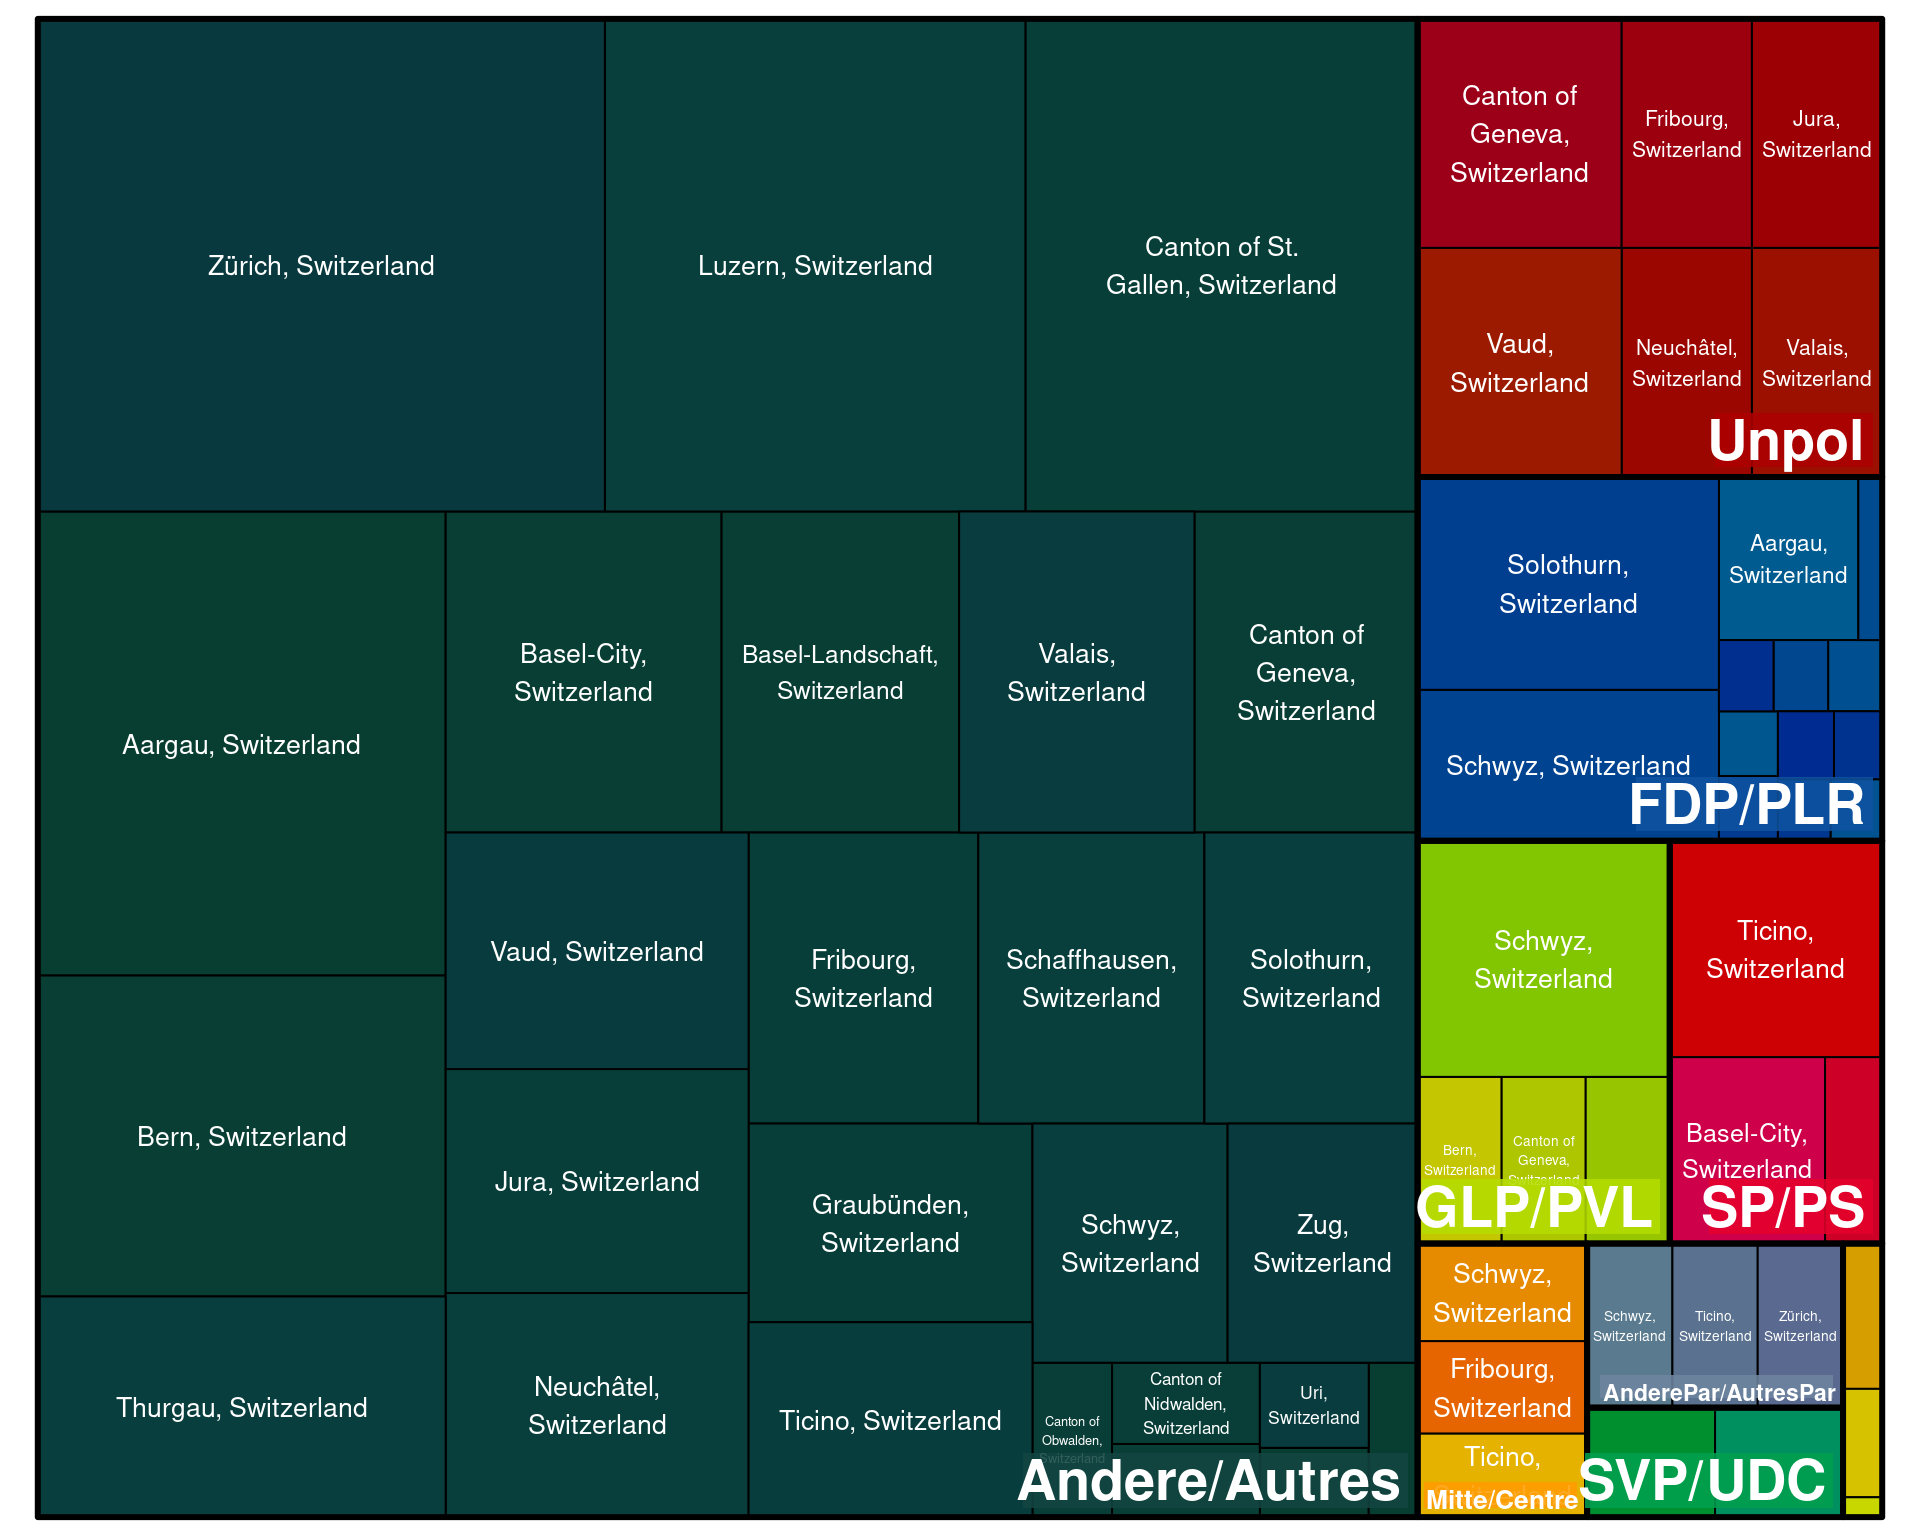 Zürich, Switzerland
Luzern, Switzerland
Canton of St.
Gallen, Switzerland
Aargau, Switzerland
Basel-City,
Switzerland
Basel-Landschaft,
Switzerland
Valais,
Switzerland
Canton of
Geneva,
Switzerland
Bern, Switzerland
Vaud, Switzerland
Fribourg,
Switzerland
Schaffhausen,
Switzerland
Solothurn,
Switzerland
Jura, Switzerland
Graubünden,
Switzerland
Schwyz,
Switzerland
Zug,
Switzerland
Thurgau, Switzerland
Neuchâtel,
Switzerland
Ticino, Switzerland
Canton of
Obwalden,
Switzerland
Canton of
Nidwalden,
Switzerland
Uri,
Switzerland
Andere/Autres
Canton of
Geneva,
Switzerland
Fribourg,
Switzerland
Jura,
Switzerland
Vaud,
Switzerland
Neuchâtel,
Switzerland
Valais,
Switzerland
Unpol
Solothurn,
Switzerland
Aargau,
Switzerland
Schwyz, Switzerland
FDP/PLR
Schwyz,
Switzerland
Bern,
Switzerland
Canton of
Geneva,
Switzerland
GLP/PVL
Ticino,
Switzerland
Basel-City,
Switzerland
SP/PS
Schwyz,
Switzerland
Fribourg,
Switzerland
Ticino,
Mitte/Centre
Schwyz,
Switzerland
Ticino,
Switzerland
Zürich,
Switzerland
AnderePar/AutresPar
SVP/UDC